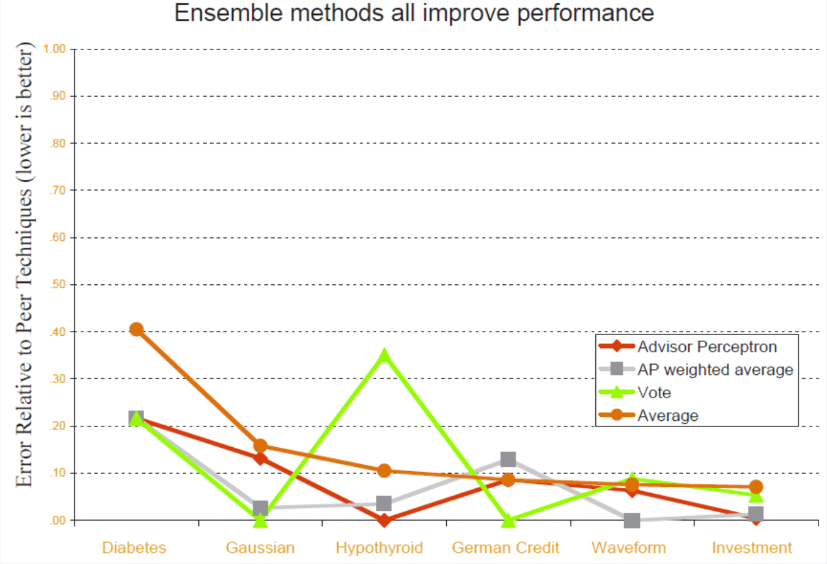 Ensemble methods all improve performance
Error Relative to Peer Techniques (lower is better)
1.00
.90
.80
.70
.60
.50
.40
.30
.20
.10
.00
Advisor Perceptron
AP weighted average
Vote
Average
Diabetes Gaussian Hypothyroid German Credit Waveform Investment